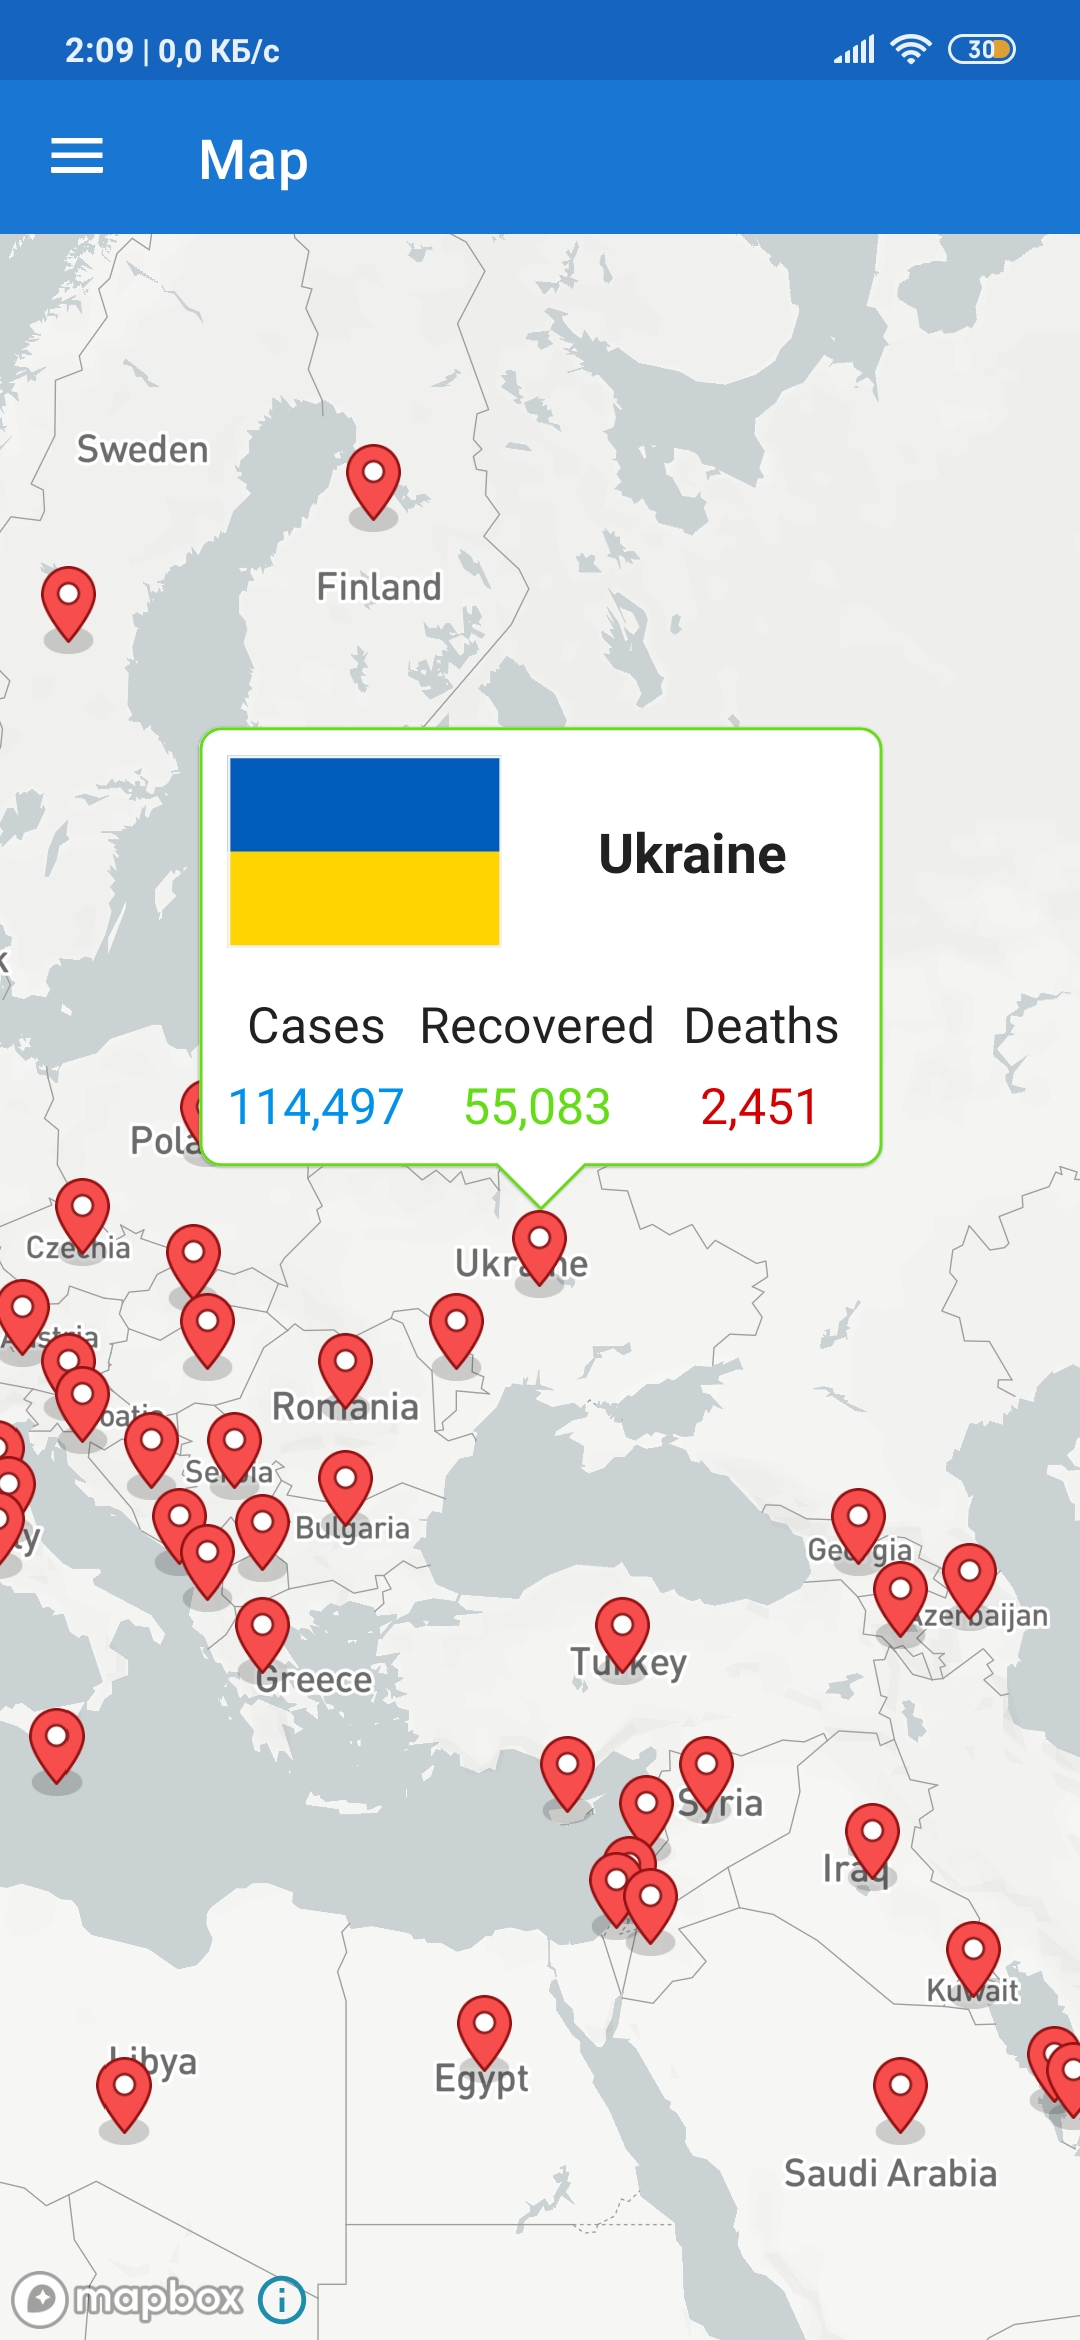 2:09 | 0,0 КБ/с
30
Map
Sweden
Finland
Ukraine
Cases Recovered Deaths
114,497 55,083 2,451
Czechia
Ukraine
Austria
Romania
Serbia
Bulgaria
Georgia
Azerbaijan
Turkey
Greece
Syria
Iraq
Kuwait
Libya
Egypt
Saudi Arabia
mapbox